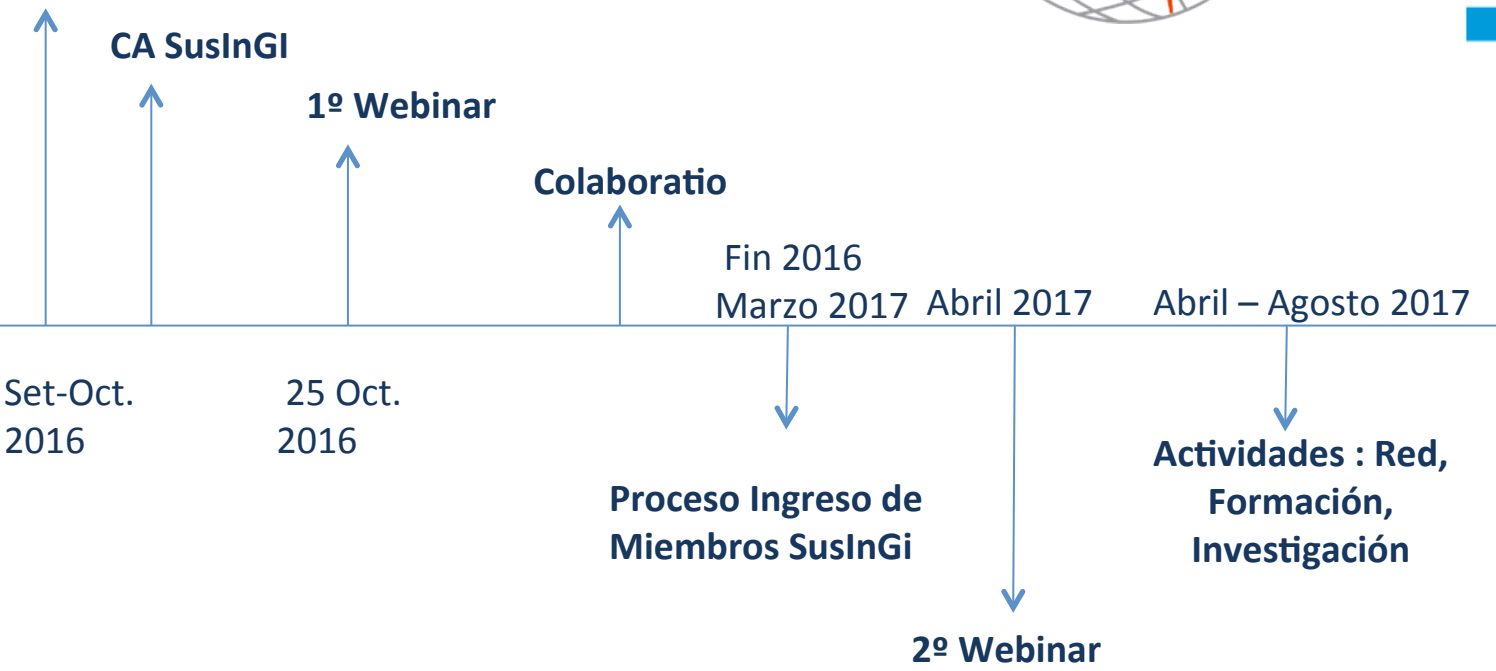 CA SusInGI
1º Webinar
Colaboratio
Fin 2016
Marzo 2017
Abril 2017
Abril – Agosto 2017
Set-Oct.
2016
25 Oct.
2016
Proceso Ingreso de
Miembros SusInGi
2º Webinar
Actividades : Red,
Formación,
Investigación